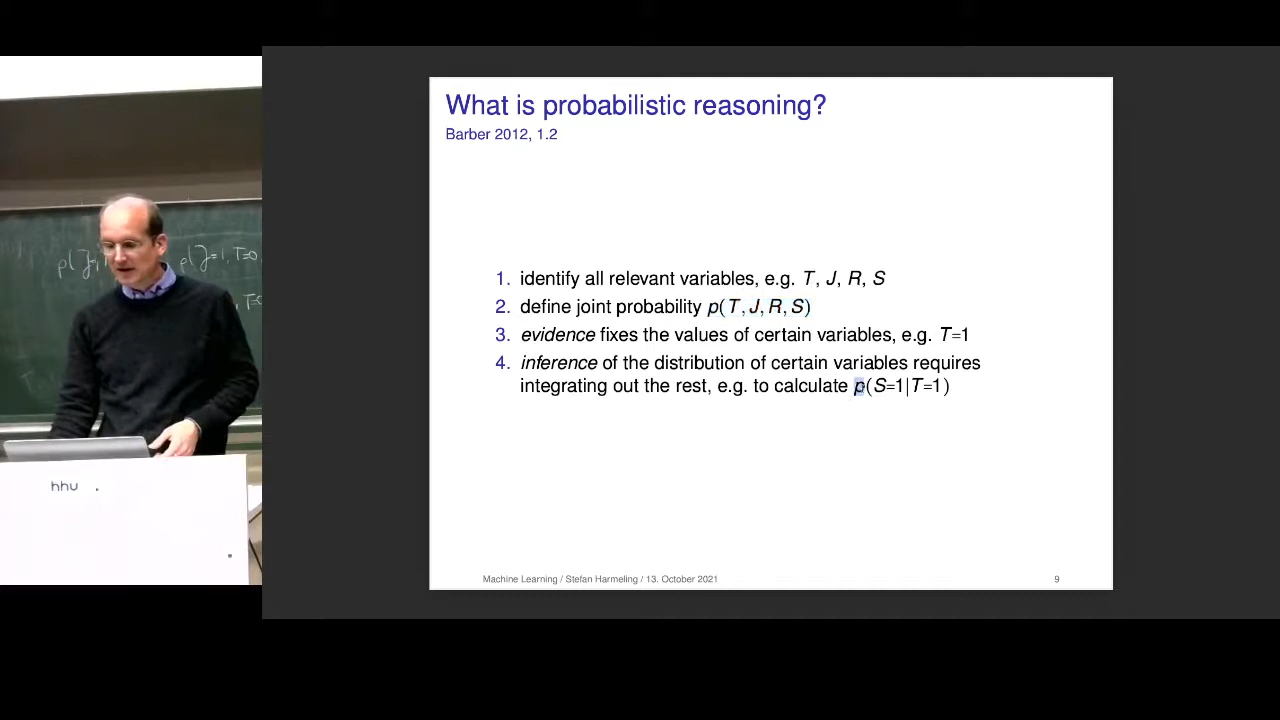 What is probabilistic reasoning?
Barber 2012, 1.2
1. identify all relevant variables, e.g. T, J, R, S
2. define joint probability p(T, J, R, S)
3. evidence fixes the values of certain variables, e.g. T=1
4. inference of the distribution of certain variables requires
integrating out the rest, e.g. to calculate p(S=1|T=1)
Machine Learning / Stefan Harmeling / 13. October 2021
9
p(J=1, T=0
hhu